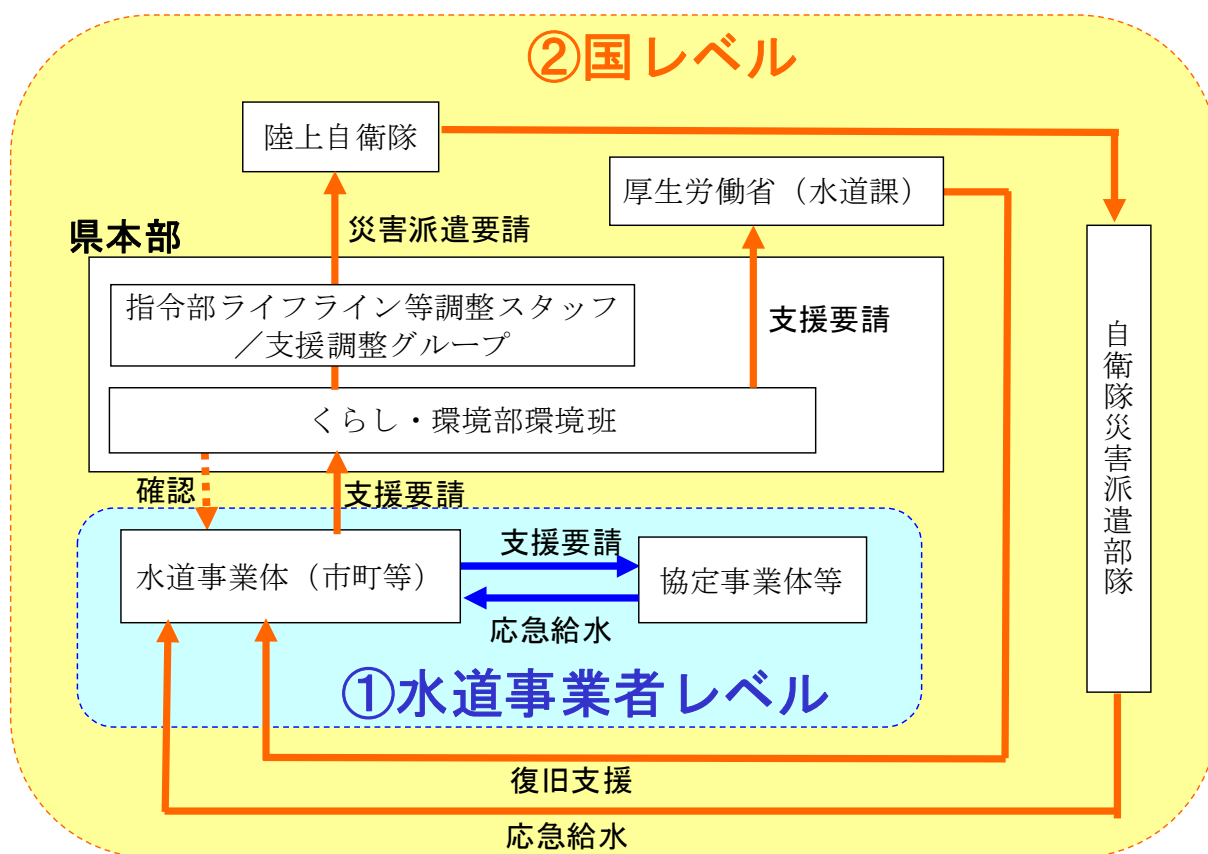 ②国レベル
陸上自衛隊
厚生労働省（水道課）
災害派遣要請
県本部
指令部ライフライン等調整スタッフ
／支援調整グループ
支援要請
自衛隊災害派遣部隊
くらし・環境部環境班
確認
支援要請
支援要請
水道事業体（市町等）
協定事業体等
応急給水
①水道事業者レベル
復旧支援
応急給水